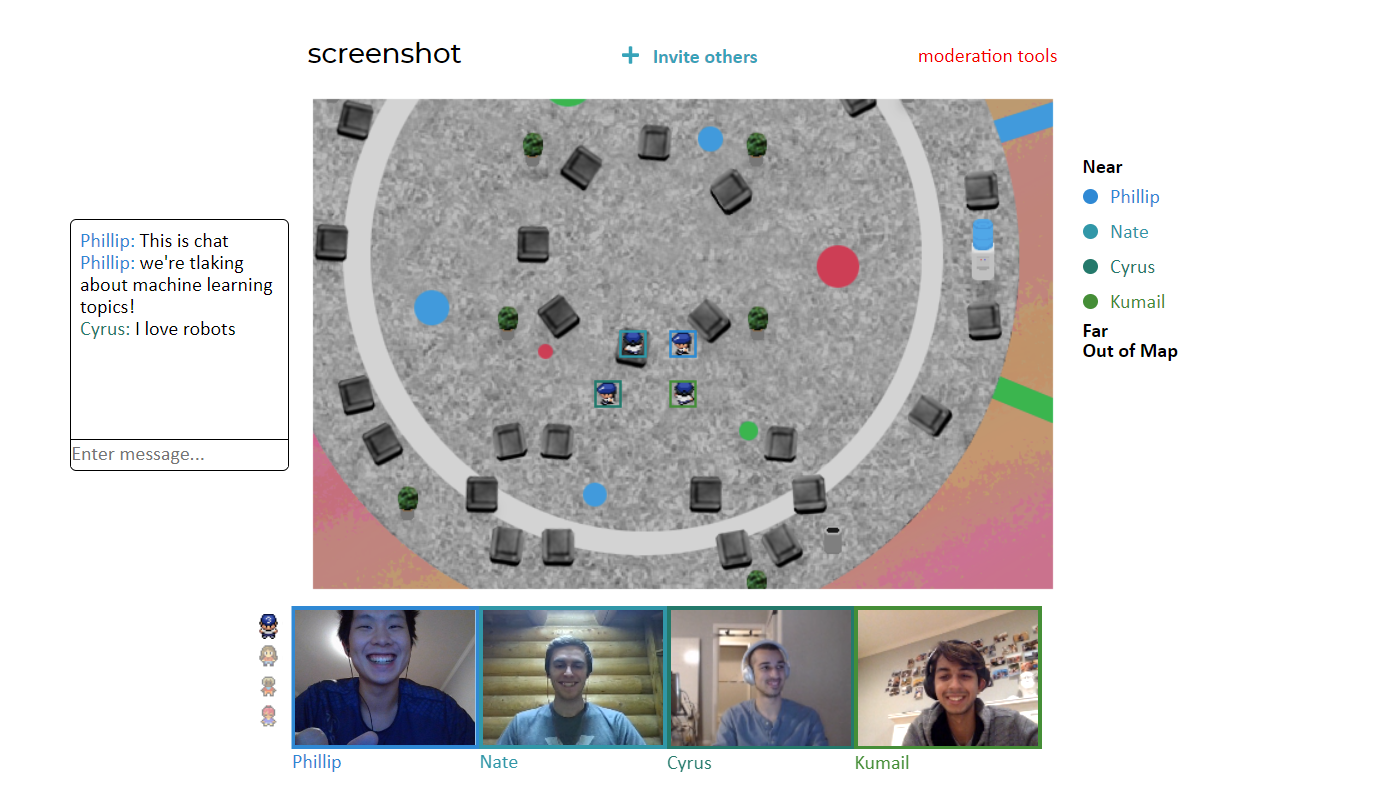 screenshot
Invite others
moderation tools
Phillip: This is chat
Phillip: we're tlaking
about machine learning
topics!
Cyrus: I love robots
Enter message...
Near
Phillip
Nate
Cyrus
Kumail
Far
Out of Map
Phillip
Nate
Cyrus
Kumail